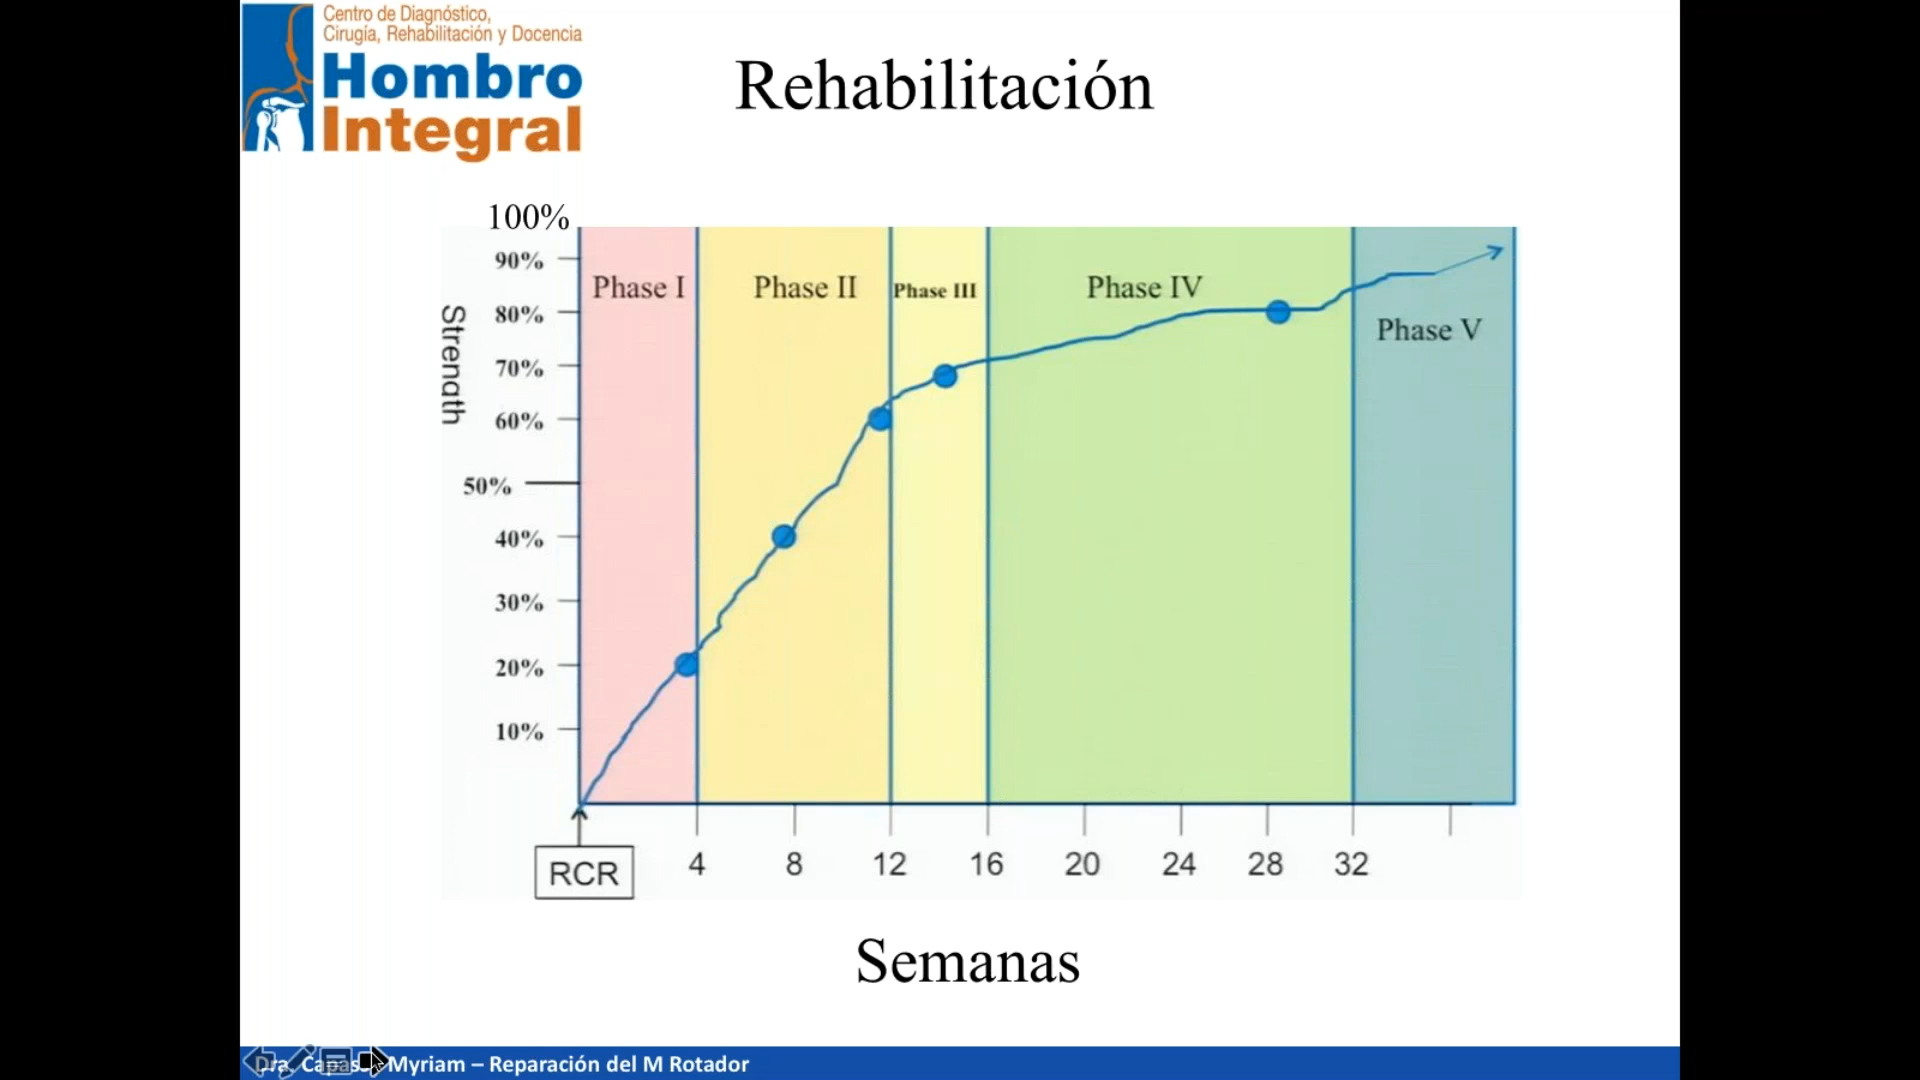 Centro de Diagnóstico,
Cirugía, Rehabilitación y Docencia
Hombro
Integral
Rehabilitación
100%
90%
80%
70%
60%
50%
40%
30%
20%
10%
Strength
Phase I
Phase II
Phase III
Phase IV
Phase V
RCR
4 8 12 16 20 24 28 32
Semanas
Dra. Myriam – Reparación del M Rotador